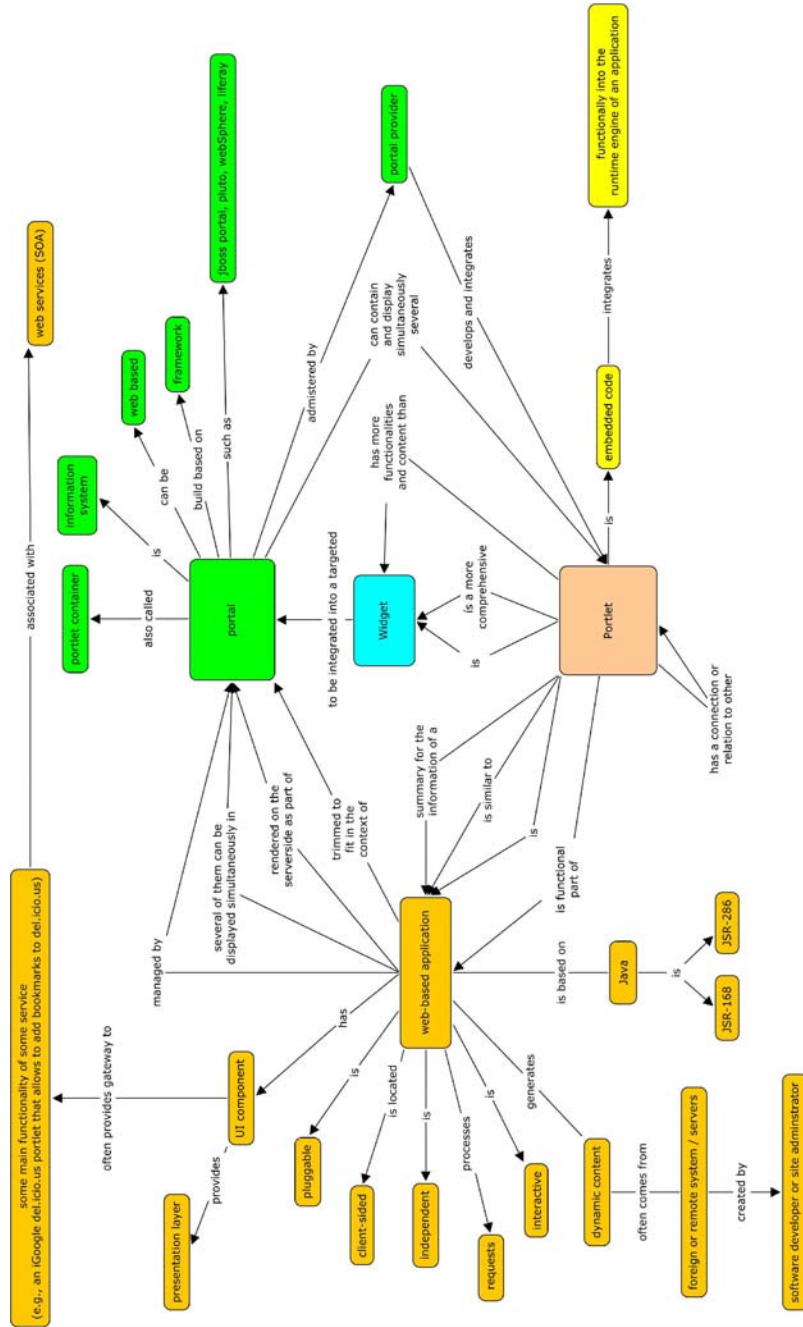 some main functionality of some service
(e.g., an iGoogle del.icio.us portlet that allows to add bookmarks to del.icio.us)
associated with
web services (SOA)
often provides gateway to
UI component
provides
presentation layer
has
managed by
several of them can be
displayed simultaneously in
rendered on the
serverside as part of
trimmed to
fit in the
context of
portlet container
also called
information
system
is
web based
can be
framework
build based on
jboss portal, pluto, webSphere, liferay
such as
portal
admistered by
portal provider
can contain
and display
simultaneously
several
develops and integrates
to be integrated into a targeted
Widget
has more
functionalities
and content than
is a more
comprehensive
is
pluggable
is
client-sided
is located
independent
is
requests
processes
interactive
is
web-based application
generates
dynamic content
often comes from
foreign or remote system / servers
created by
software developer or site adminstrator
is based on
Java
is
JSR-168
JSR-286
summary for the
information of a
is similar to
is
is functional
part of
Portlet
has a connection or
relation to other
is
embedded code
integrates
functionally into the
runtime engine of an application